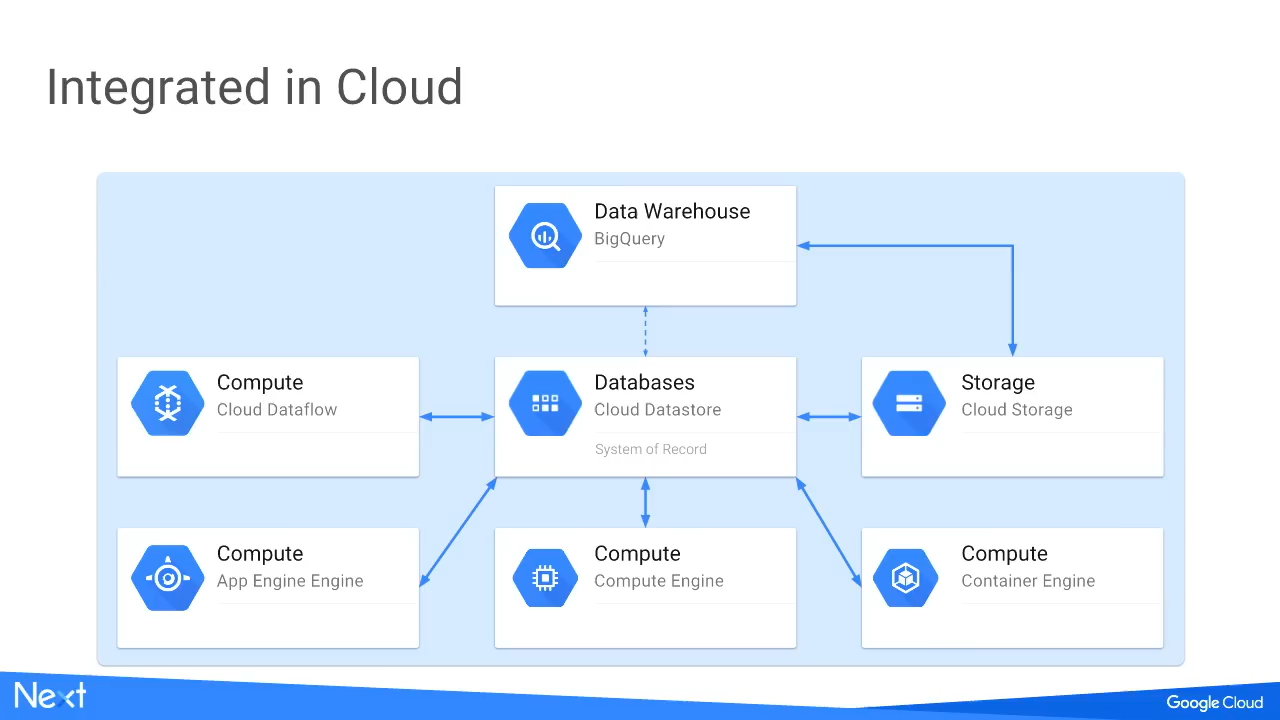 Integrated in Cloud
Data Warehouse
BigQuery
Compute
Cloud Dataflow
Databases
Cloud Datastore
System of Record
Storage
Cloud Storage
Compute
App Engine Engine
Compute
Compute Engine
Compute
Container Engine
Next
Google Cloud